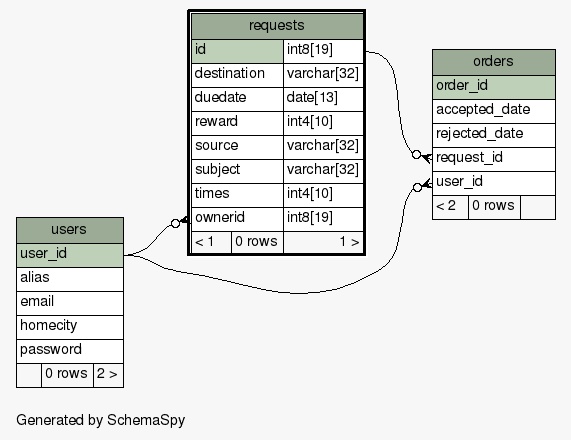 requests
id int8[19]
destination varchar[32]
duedate date[13]
reward int4[10]
source varchar[32]
subject varchar[32]
times int4[10]
ownerid int8[19]
< 1 0 rows 1 >
orders
order_id
accepted_date
rejected_date
request_id
user_id
< 2 0 rows
users
user_id
alias
email
homecity
password
0 rows 2 >
Generated by SchemaSpy